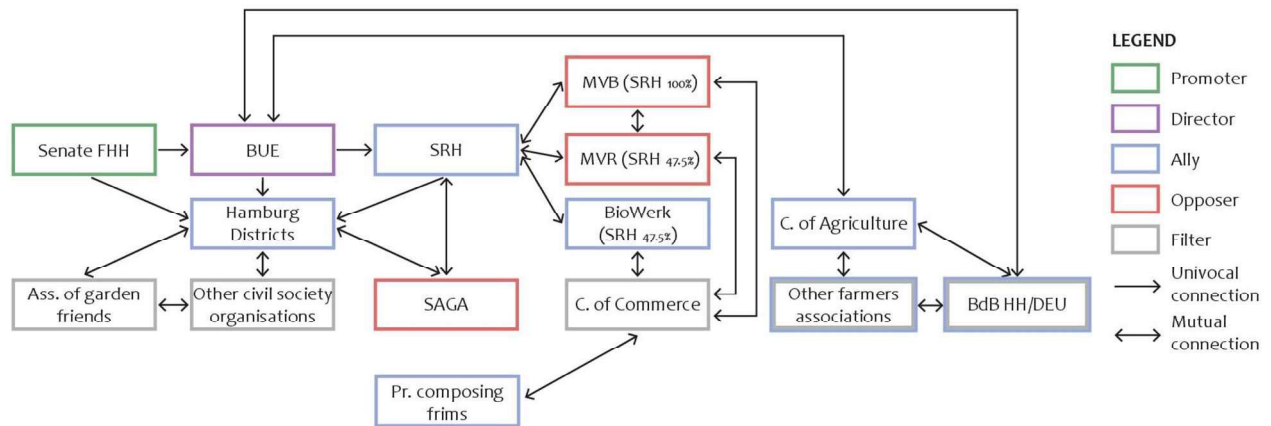 LEGEND
MVB (SRH 100%)
Promoter
Director
Senate FHH
BUE
SRH
MVR (SRH 47.5%)
Ally
Opposer
Hamburg
Districts
BioWerk
(SRH 47.5%)
C. of Agriculture
Filter
Ass. of garden
friends
Other civil society
organisations
SAGA
C. of Commerce
Other farmers
associations
BdB HH/DEU
Univocal
connection
Mutual
connection
Pr. composing
frims